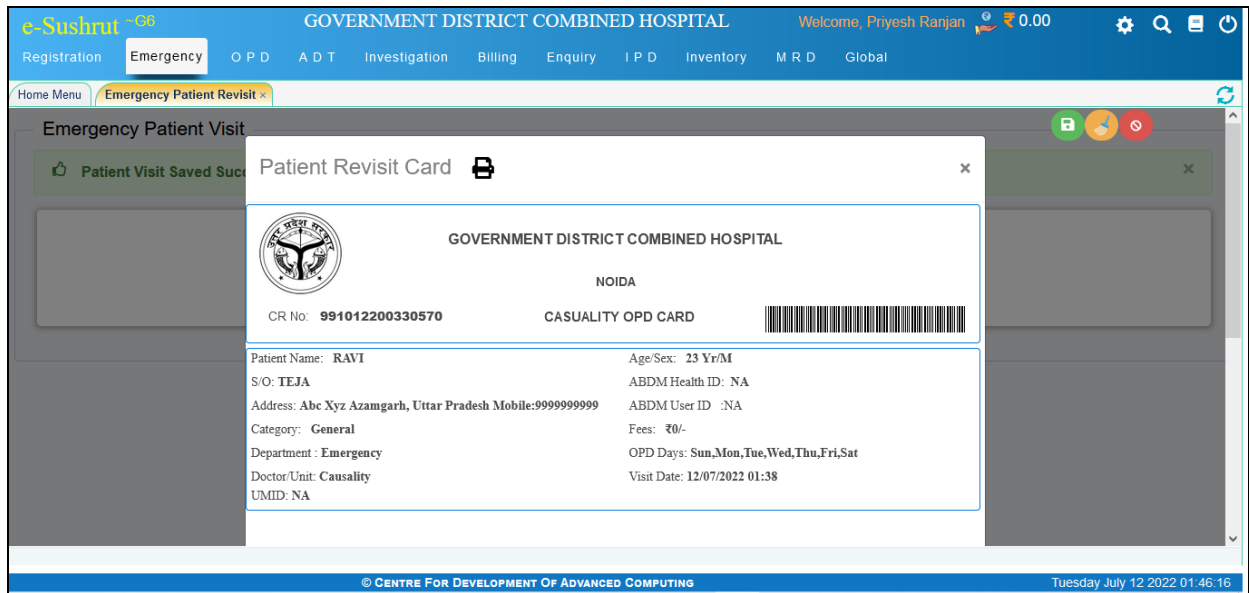 e-Sushrut ~G6 GOVERNMENT DISTRICT COMBINED HOSPITAL Welcome, Priyesh Ranjan ₹ 0.00
Registration Emergency O P D A D T Investigation Billing Enquiry I P D Inventory M R D Global
Home Menu Emergency Patient Revisit ×
Emergency Patient Visit
Patient Visit Saved Succ ×
Patient Revisit Card ×
उत्तर प्रदेश सरकार
GOVERNMENT DISTRICT COMBINED HOSPITAL
NOIDA
CR No: 991012200330570 CASUALITY OPD CARD
Patient Name: RAVI Age/Sex: 23 Yr/M
S/O: TEJA ABDM Health ID: NA
Address: Abc Xyz Azamgarh, Uttar Pradesh Mobile:9999999999 ABDM User ID :NA
Category: General Fees: ₹0/-
Department : Emergency OPD Days: Sun,Mon,Tue,Wed,Thu,Fri,Sat
Doctor/Unit: Causality Visit Date: 12/07/2022 01:38
UMID: NA
© CENTRE FOR DEVELOPMENT OF ADVANCED COMPUTING Tuesday July 12 2022 01:46:16